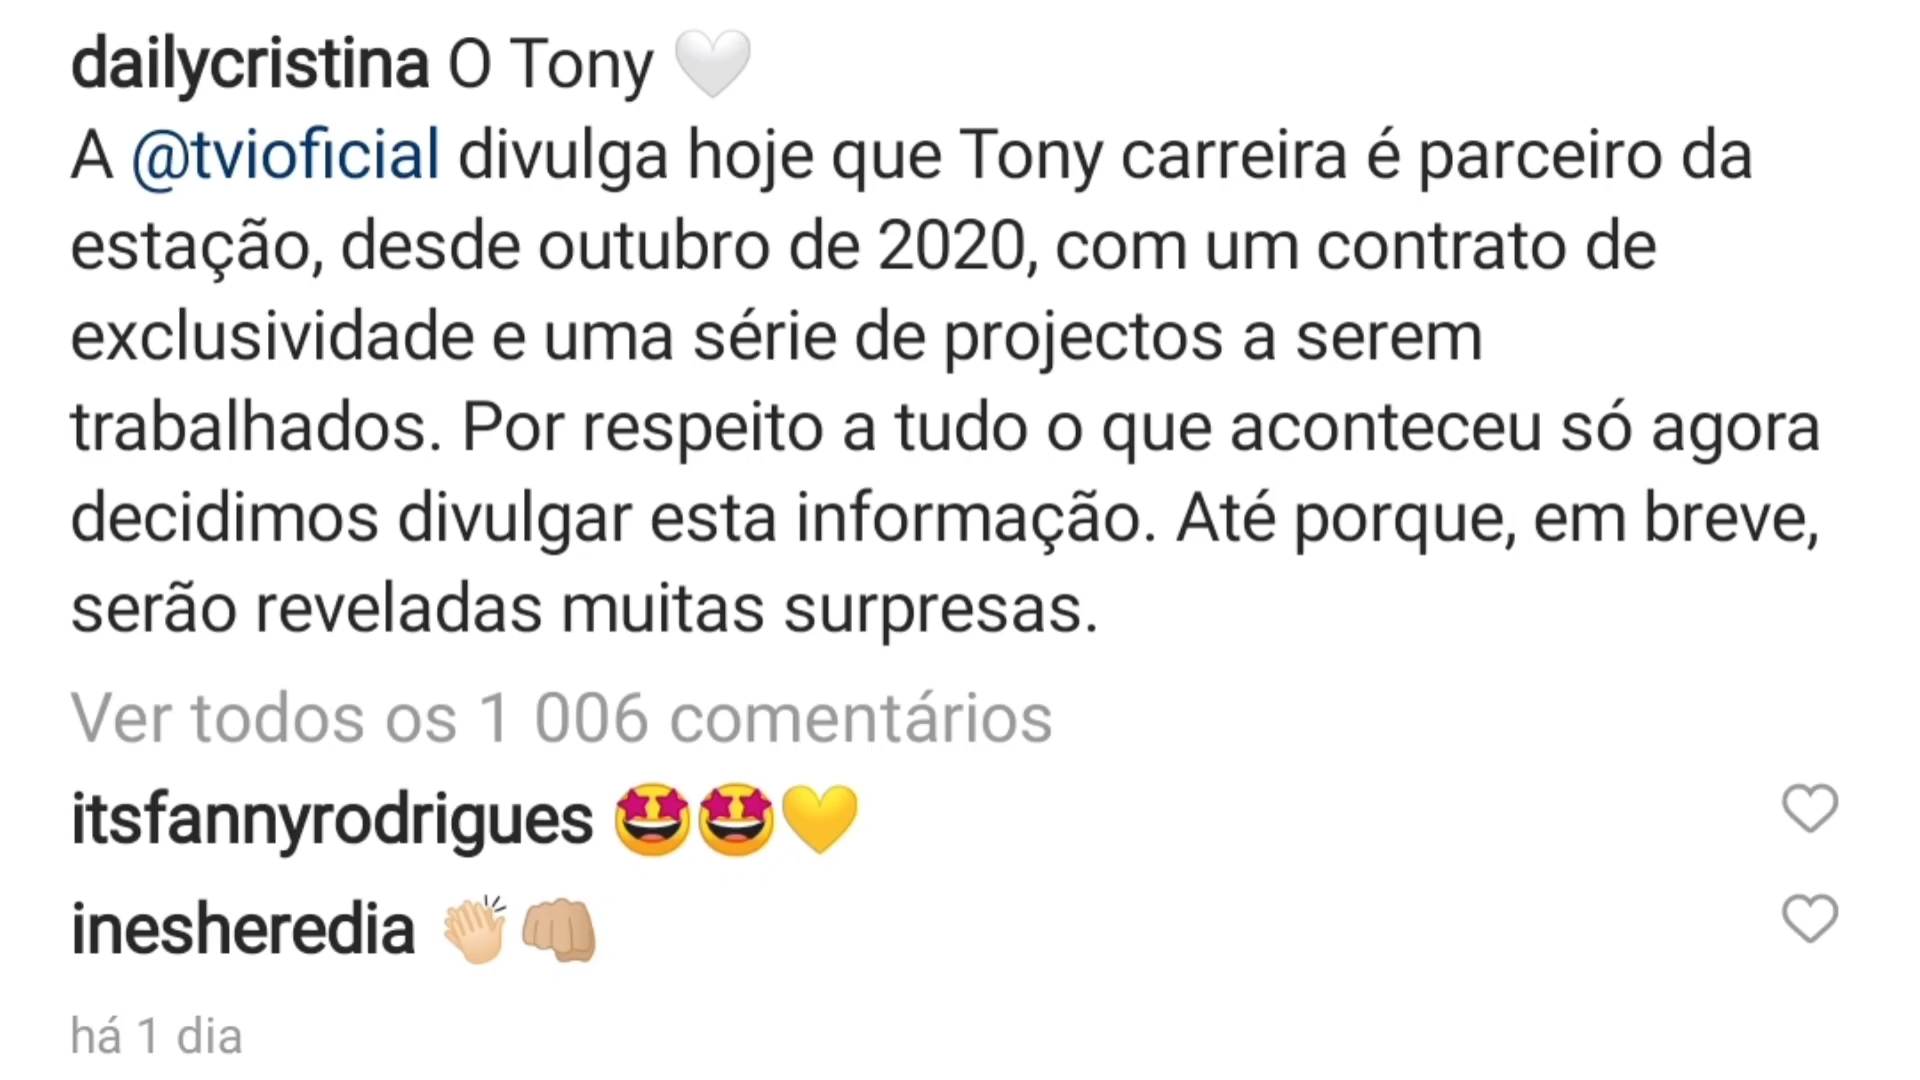 dailycristina O Tony 🤍
A @tvioficial divulga hoje que Tony carreira é parceiro da
estação, desde outubro de 2020, com um contrato de
exclusividade e uma série de projectos a serem
trabalhados. Por respeito a tudo o que aconteceu só agora
decidimos divulgar esta informação. Até porque, em breve,
serão reveladas muitas surpresas.
Ver todos os 1 006 comentários
itsfannyrodrigues 🤩🤩💛
inesheredia 👏🏻👊🏼
há 1 dia